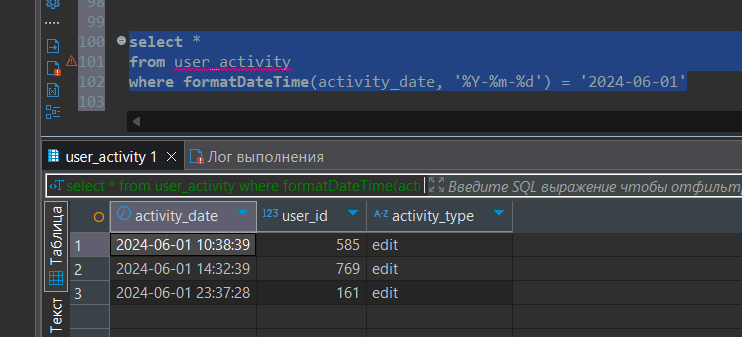 98
99
100 select *
101 from user_activity
102 where formatDateTime(activity_date, '%Y-%m-%d') = '2024-06-01'
103
user_activity 1 Лог выполнения
select * from user_activity where formatDateTime(acti Введите SQL выражение чтобы отфильт
Таблица
Текст
activity_date 123 user_id A-Z activity_type
1 2024-06-01 10:38:39 585 edit
2 2024-06-01 14:32:39 769 edit
3 2024-06-01 23:37:28 161 edit